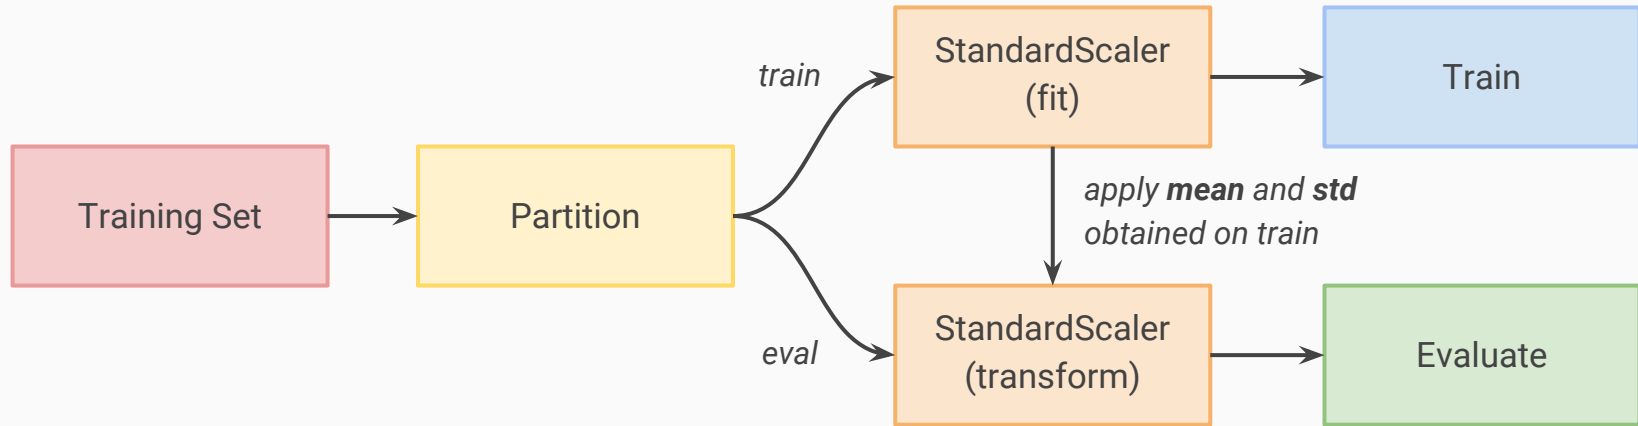 Training Set
Partition
train
eval
StandardScaler
(fit)
apply mean and std
obtained on train
StandardScaler
(transform)
Train
Evaluate